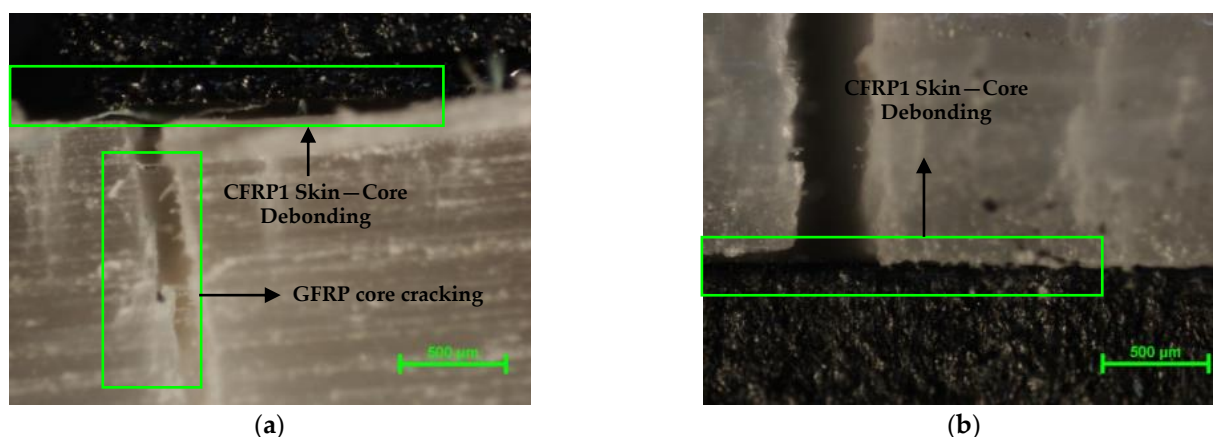 CFRP1 Skin—Core
Debonding
GFRP core cracking
500 µm
(a)
CFRP1 Skin—Core
Debonding
500 µm
(b)